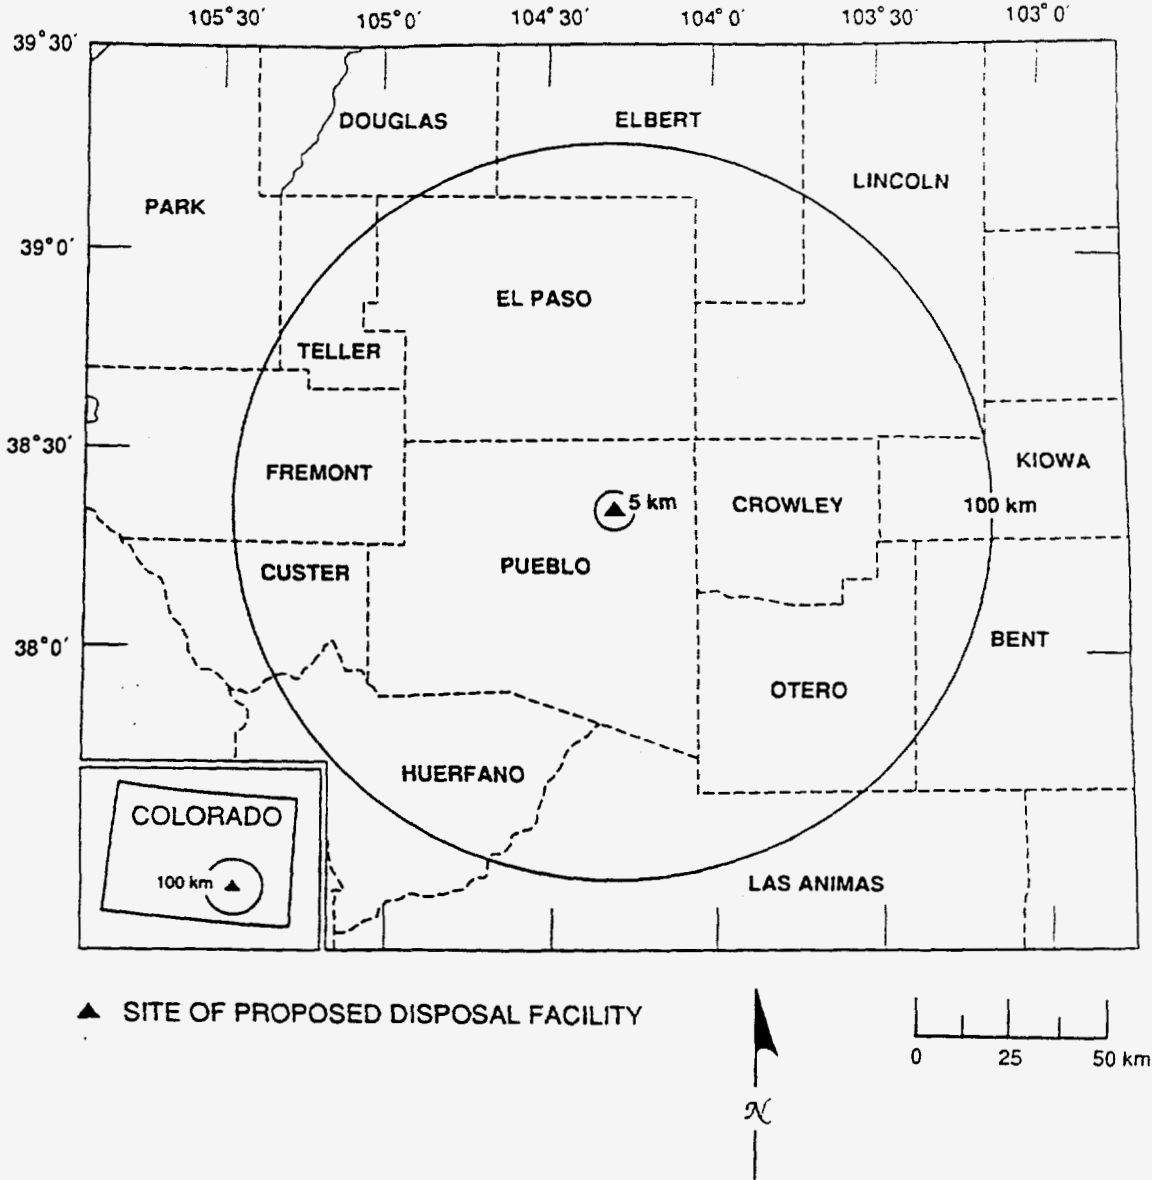 105°30′ 105°0′ 104°30′ 104°0′ 103°30′ 103°0′
39°30′
DOUGLAS ELBERT
LINCOLN
PARK
39°0′
EL PASO
TELLER
38°30′
FREMONT KIOWA
5 km CROWLEY 100 km
CUSTER PUEBLO
38°0′ BENT
OTERO
HUERFANO
COLORADO
100 km
LAS ANIMAS
▲ SITE OF PROPOSED DISPOSAL FACILITY
0 25 50 km
N